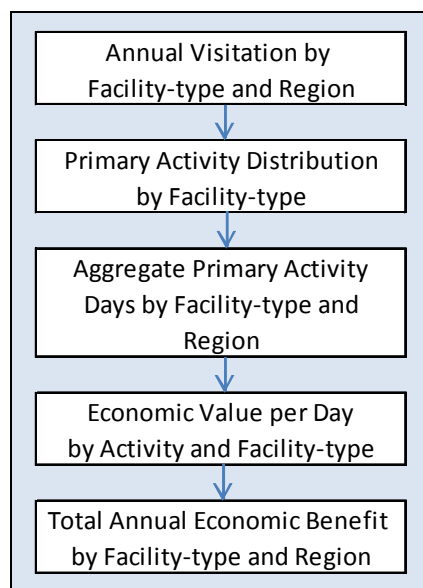 Annual Visitation by
Facility-type and Region
Primary Activity Distribution
by Facility-type
Aggregate Primary Activity
Days by Facility-type and
Region
Economic Value per Day
by Activity and Facility-type
Total Annual Economic Benefit
by Facility-type and Region